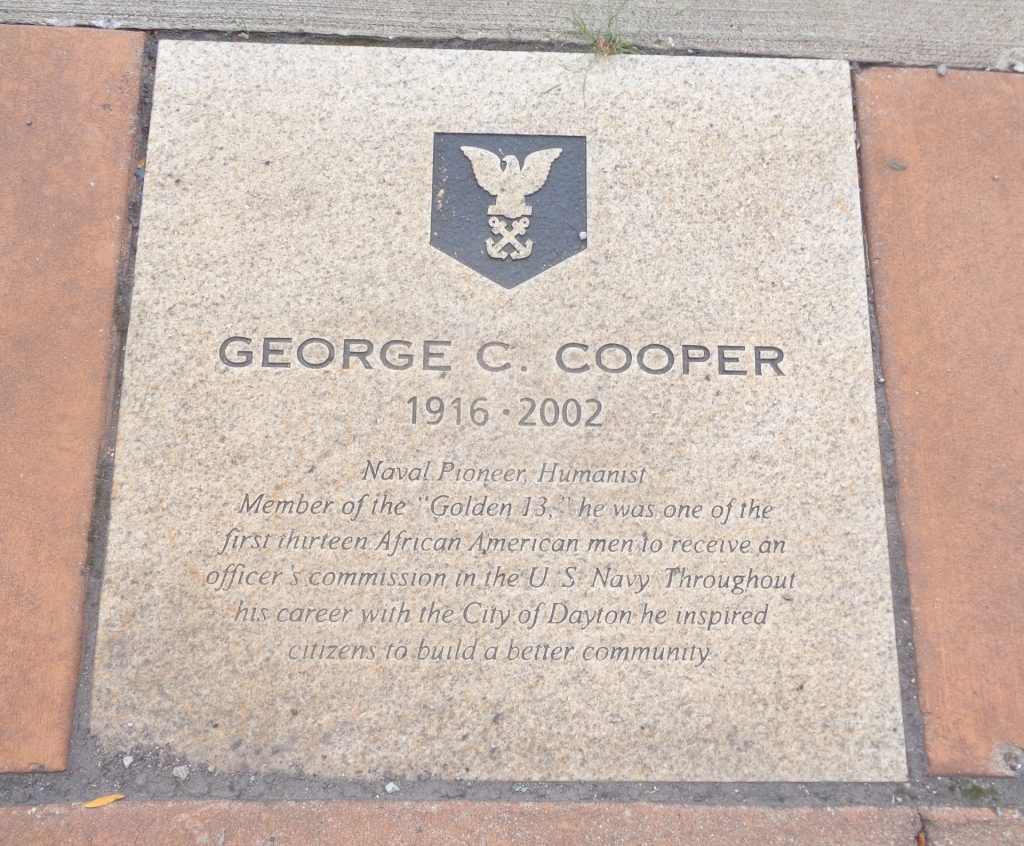 GEORGE C. COOPER
1916 · 2002
Naval Pioneer, Humanist
Member of the "Golden 13," he was one of the
first thirteen African American men to receive an
officer's commission in the U. S. Navy. Throughout
his career with the City of Dayton he inspired
citizens to build a better community.